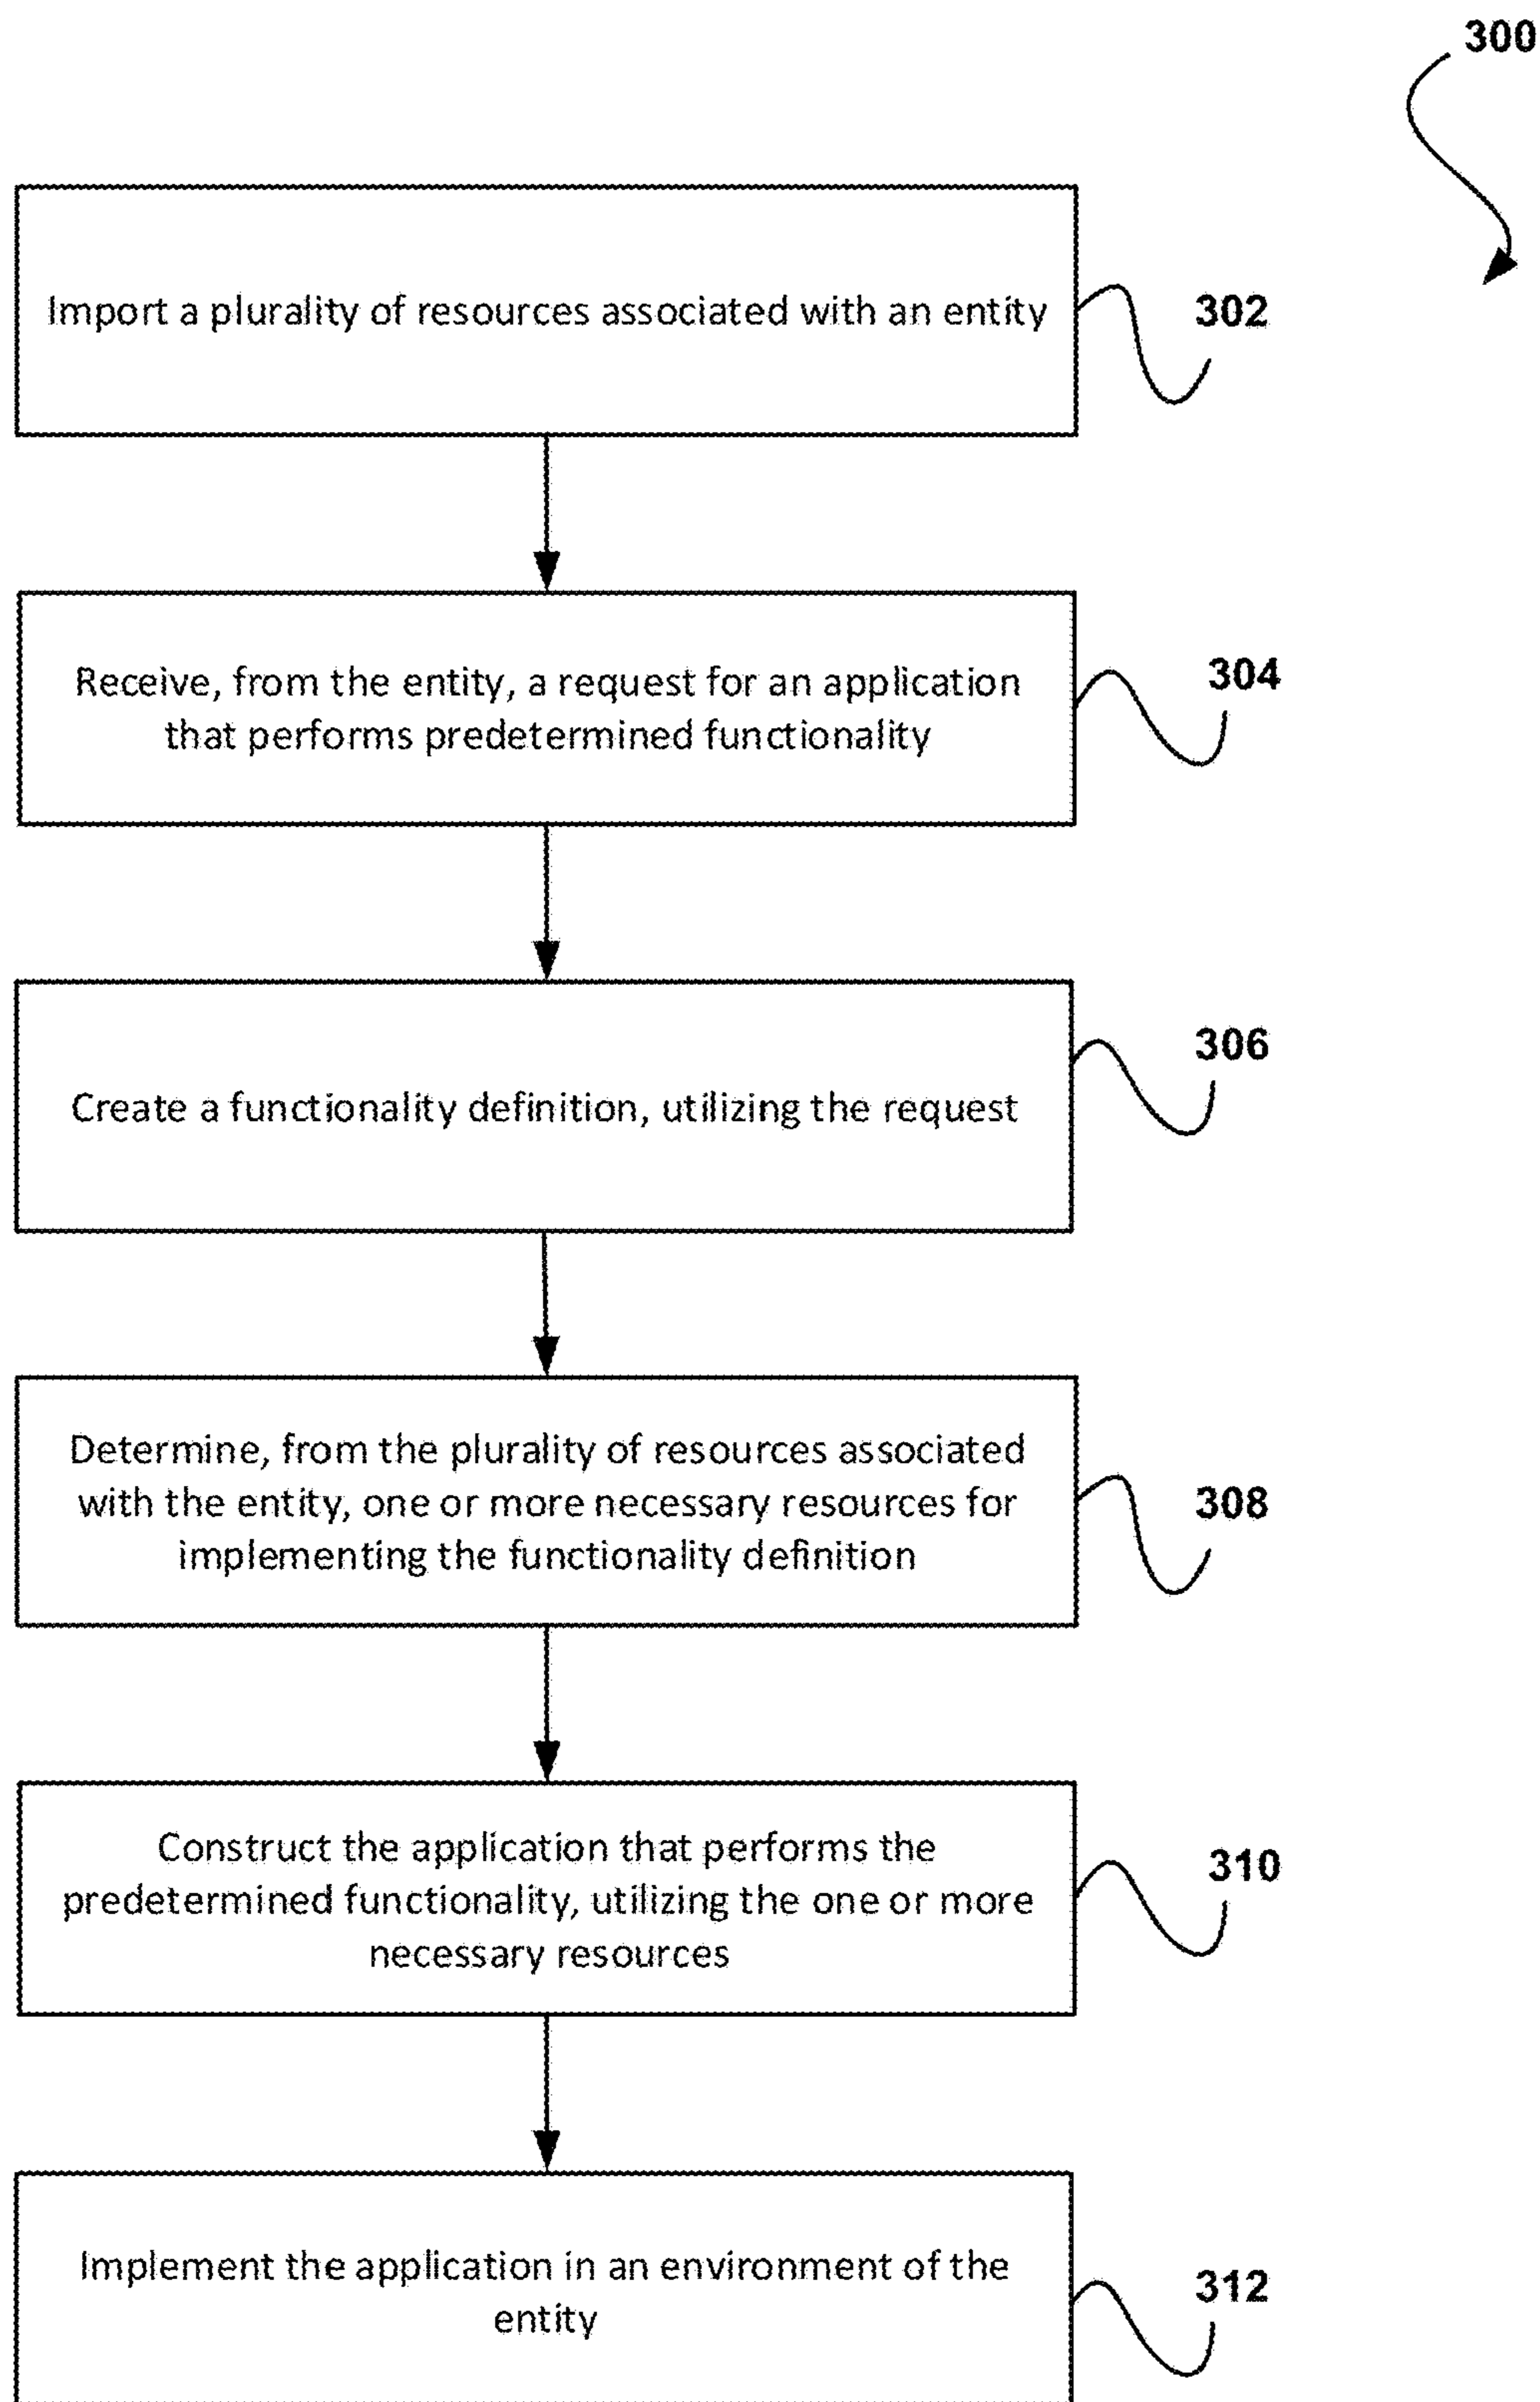 300
Import a plurality of resources associated with an entity
302
Receive, from the entity, a request for an application
that performs predetermined functionality
304
Create a functionality definition, utilizing the request
306
Determine, from the plurality of resources associated
with the entity, one or more necessary resources for
implementing the functionality definition
308
Construct the application that performs the
predetermined functionality, utilizing the one or more
necessary resources
310
Implement the application in an environment of the
entity
312